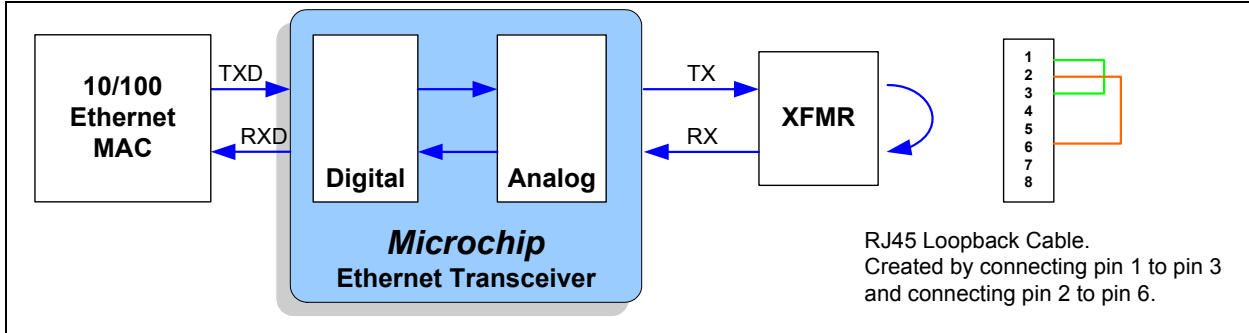 10/100
Ethernet
MAC
TXD
RXD
Digital
Analog
Microchip
Ethernet Transceiver
TX
RX
XFMR
1
2
3
4
5
6
7
8
RJ45 Loopback Cable.
Created by connecting pin 1 to pin 3
and connecting pin 2 to pin 6.